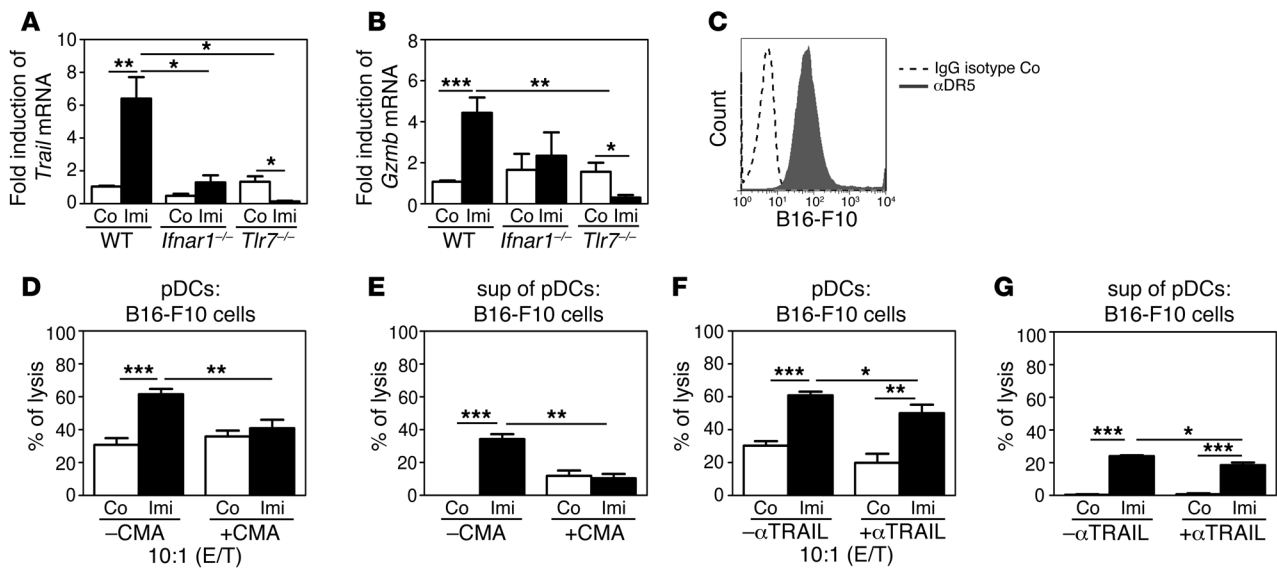 A
Fold induction of
Trail mRNA
10
8
6
4
2
0
**
*
*
*
Co Imi Co Imi Co Imi
WT Ifnar1–/– Tlr7–/–
B
Fold induction of
Gzmb mRNA
8
6
4
2
0
***
**
*
Co Imi Co Imi Co Imi
WT Ifnar1–/– Tlr7–/–
C
Count
10⁰ 10¹ 10² 10³ 10⁴
B16-F10
IgG isotype Co
αDR5
D
pDCs:
B16-F10 cells
% of lysis
100
80
60
40
20
0
***
**
Co Imi Co Imi
–CMA +CMA
10:1 (E/T)
E
sup of pDCs:
B16-F10 cells
% of lysis
100
80
60
40
20
0
***
**
Co Imi Co Imi
–CMA +CMA
F
pDCs:
B16-F10 cells
% of lysis
100
80
60
40
20
0
***
*
**
Co Imi Co Imi
–αTRAIL +αTRAIL
10:1 (E/T)
G
sup of pDCs:
B16-F10 cells
% of lysis
100
80
60
40
20
0
***
*
***
Co Imi Co Imi
–αTRAIL +αTRAIL